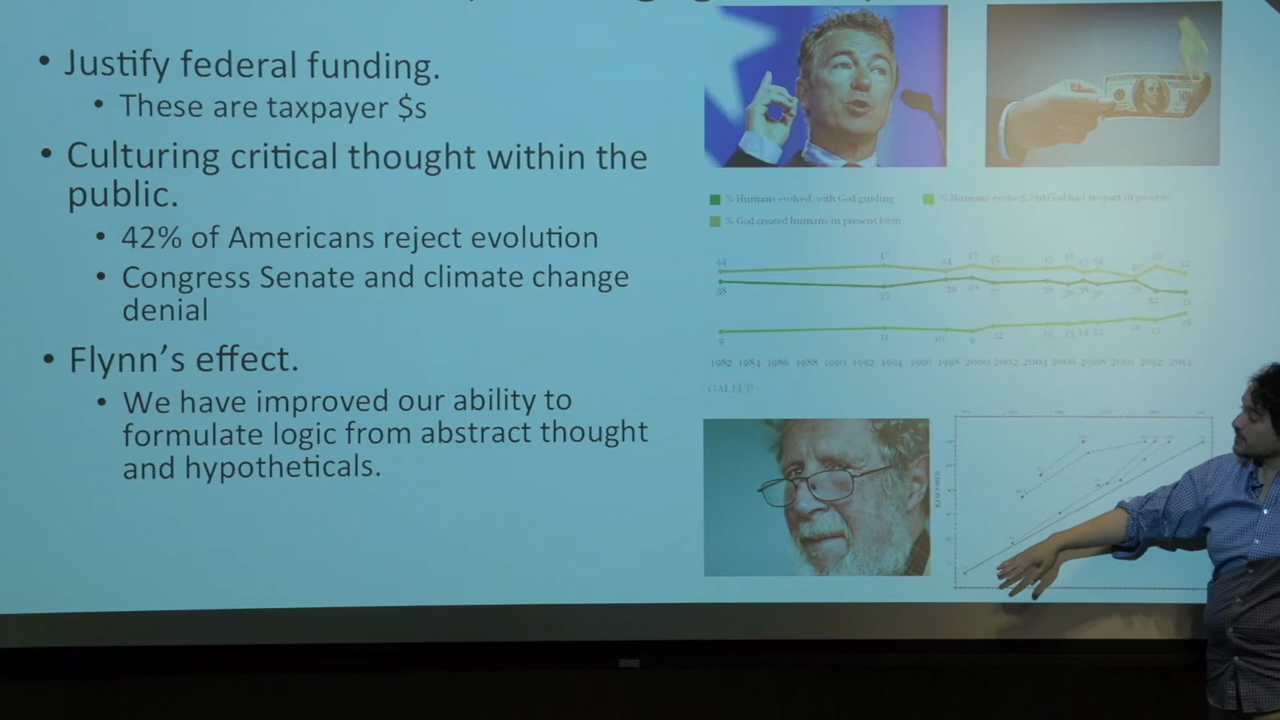 • Justify federal funding.
• These are taxpayer $s
• Culturing critical thought within the
public.
• 42% of Americans reject evolution
• Congress Senate and climate change
denial
• Flynn’s effect.
• We have improved our ability to
formulate logic from abstract thought
and hypotheticals.
% Humans evolved, with God guiding
% Humans evolved, but God had no part in process
% God created humans in present form
1982 1984 1986 1988 1990 1992 1994 1996 1998 2000 2002 2004 2006 2008 2010 2012 2014
GALLUP